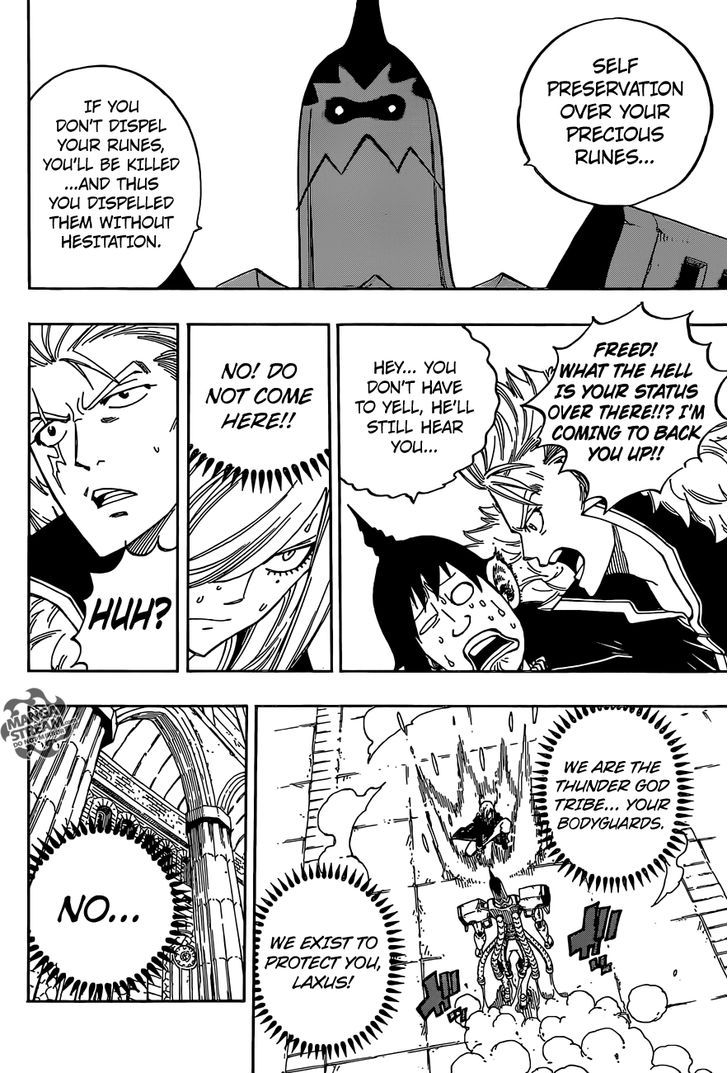 SELF
PRESERVATION
OVER YOUR
PRECIOUS
RUNES...
IF YOU
DON'T DISPEL
YOUR RUNES,
YOU'LL BE KILLED
...AND THUS
YOU DISPELLED
THEM WITHOUT
HESITATION.
FREED!
WHAT THE HELL
IS YOUR STATUS
OVER THERE!!? I'M
COMING TO BACK
YOU UP!!
HEY... YOU
DON'T HAVE
TO YELL, HE'LL
STILL HEAR
YOU...
NO! DO
NOT COME
HERE!!
HUH?
WE ARE THE
THUNDER GOD
TRIBE... YOUR
BODYGUARDS.
WE EXIST TO
PROTECT YOU,
LAXUS!
NO...
MANGA
STREAM